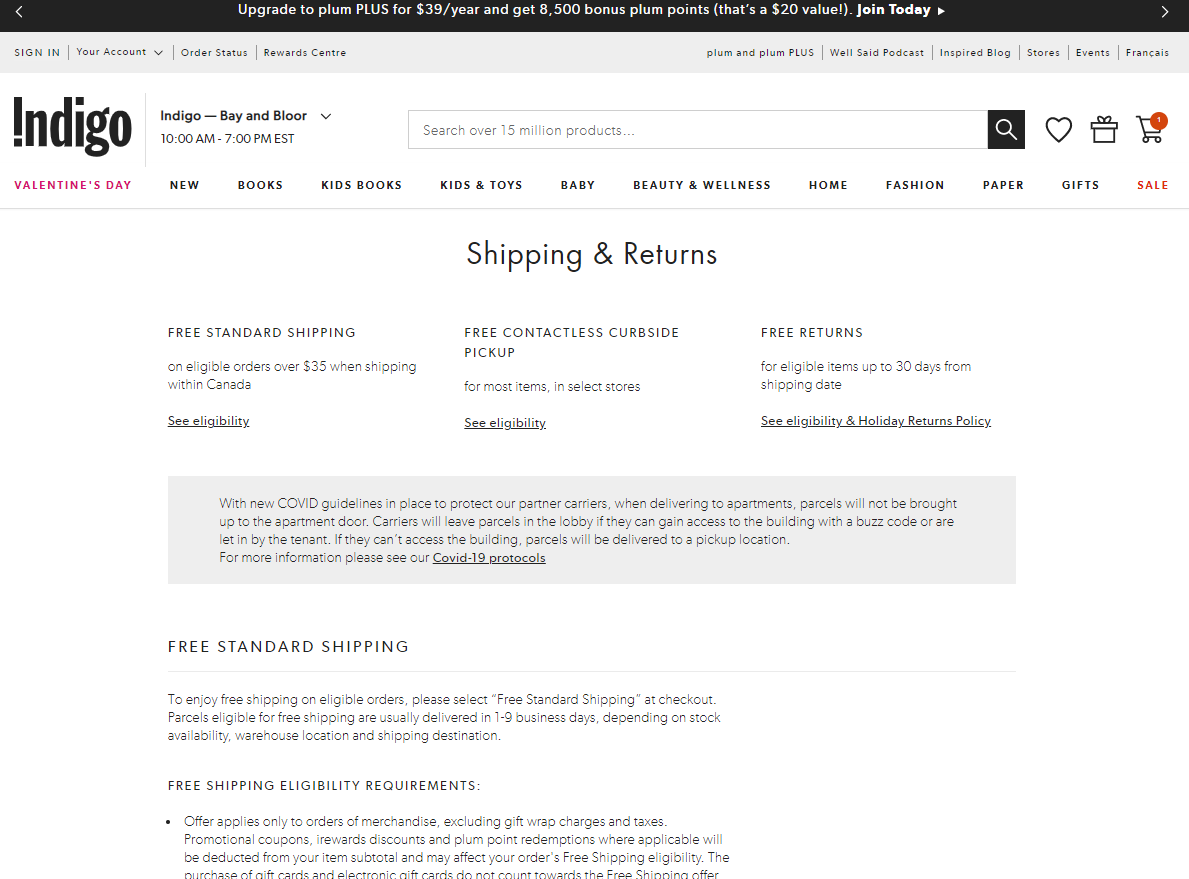 Upgrade to plum PLUS for $39/year and get 8,500 bonus plum points (that's a $20 value!). Join Today ▸
SIGN IN Your Account Order Status Rewards Centre plum and plum PLUS Well Said Podcast Inspired Blog Stores Events Français
!ndigo
Indigo — Bay and Bloor
10:00 AM - 7:00 PM EST
Search over 15 million products...
1
VALENTINE'S DAY NEW BOOKS KIDS BOOKS KIDS & TOYS BABY BEAUTY & WELLNESS HOME FASHION PAPER GIFTS SALE
Shipping & Returns
FREE STANDARD SHIPPING
on eligible orders over $35 when shipping
within Canada
See eligibility
FREE CONTACTLESS CURBSIDE
PICKUP
for most items, in select stores
See eligibility
FREE RETURNS
for eligible items up to 30 days from
shipping date
See eligibility & Holiday Returns Policy
With new COVID guidelines in place to protect our partner carriers, when delivering to apartments, parcels will not be brought
up to the apartment door. Carriers will leave parcels in the lobby if they can gain access to the building with a buzz code or are
let in by the tenant. If they can't access the building, parcels will be delivered to a pickup location.
For more information please see our Covid-19 protocols
FREE STANDARD SHIPPING
To enjoy free shipping on eligible orders, please select “Free Standard Shipping” at checkout.
Parcels eligible for free shipping are usually delivered in 1-9 business days, depending on stock
availability, warehouse location and shipping destination.
FREE SHIPPING ELIGIBILITY REQUIREMENTS:
• Offer applies only to orders of merchandise, excluding gift wrap charges and taxes.
Promotional coupons, irewards discounts and plum point redemptions where applicable will
be deducted from your item subtotal and may affect your order's Free Shipping eligibility. The
purchase of gift cards and electronic gift cards do not count towards the Free Shipping offer